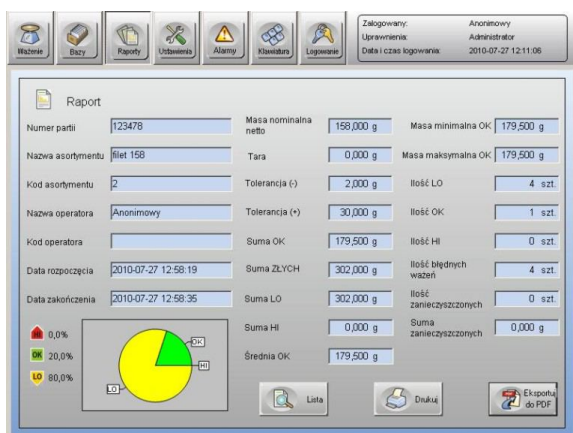 Zalogowany: Anonimowy
Uprawnienia: Administrator
Data i czas logowania: 2010-07-27 12:11:06
Ważenie Bazy Raporty Ustawienia Alarmy Klawiatura Logowanie
Raport
Numer partii 123478
Nazwa asortymentu filet 158
Kod asortymentu 2
Nazwa operatora Anonimowy
Kod operatora
Data rozpoczęcia 2010-07-27 12:58:19
Data zakończenia 2010-07-27 12:58:35
Masa nominalna
netto 158,000 g
Tara 0,000 g
Tolerancja (-) 2,000 g
Tolerancja (+) 30,000 g
Suma OK 179,500 g
Suma ZŁYCH 302,000 g
Suma LO 302,000 g
Suma HI 0,000 g
Średnia OK 179,500 g
Masa minimalna OK 179,500 g
Masa maksymalna OK 179,500 g
Ilość LO 4 szt.
Ilość OK 1 szt.
Ilość HI 0 szt.
Ilość błędnych
ważeń 4 szt.
Ilość
zanieczyszczonych 0 szt.
Suma
zanieczyszczonych 0,000 g
HI 0,0%
OK 20,0%
LO 80,0%
OK
HI
LO
Lista
Drukuj
Eksportuj
do PDF